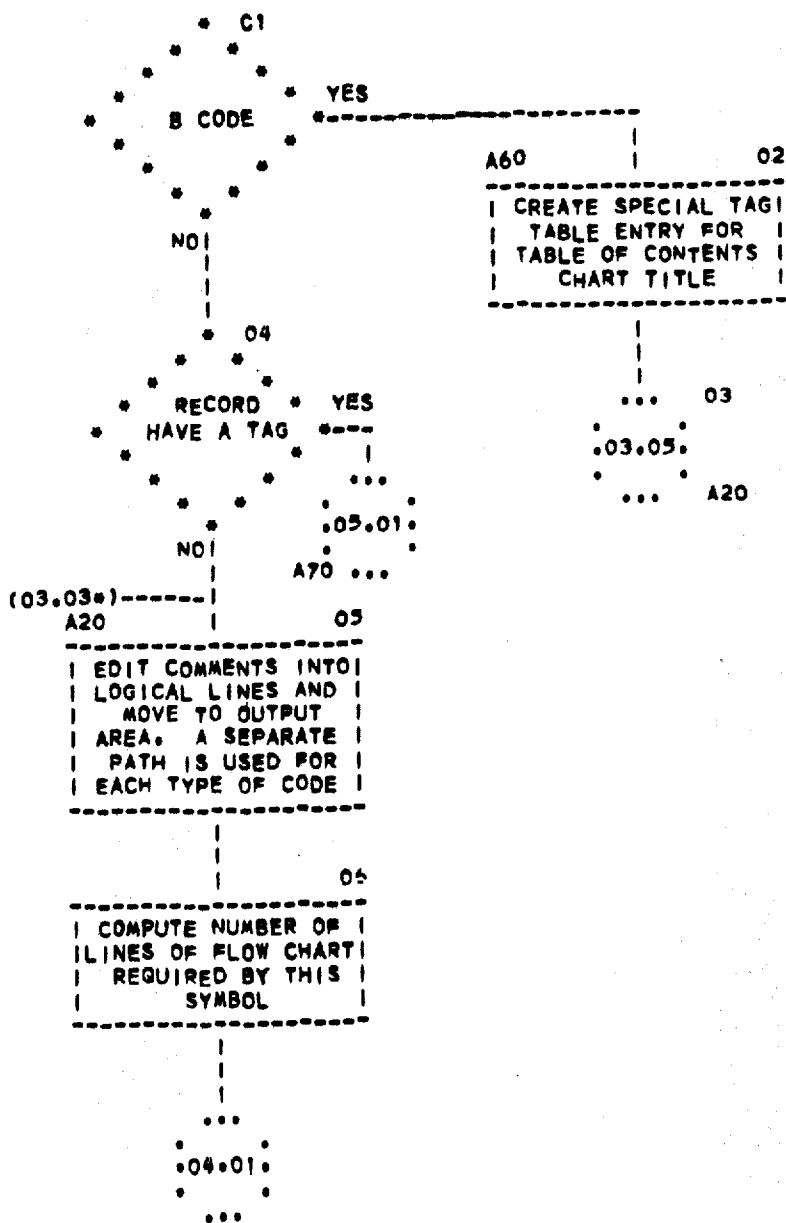 01
B CODE
YES
NO
A60 02
CREATE SPECIAL TAG
TABLE ENTRY FOR
TABLE OF CONTENTS
CHART TITLE
03
03.05
A20
04
RECORD
HAVE A TAG
YES
NO
05.01
A70
(03.03*)
A20 05
EDIT COMMENTS INTO
LOGICAL LINES AND
MOVE TO OUTPUT
AREA. A SEPARATE
PATH IS USED FOR
EACH TYPE OF CODE
06
COMPUTE NUMBER OF
LINES OF FLOW CHART
REQUIRED BY THIS
SYMBOL
04.01